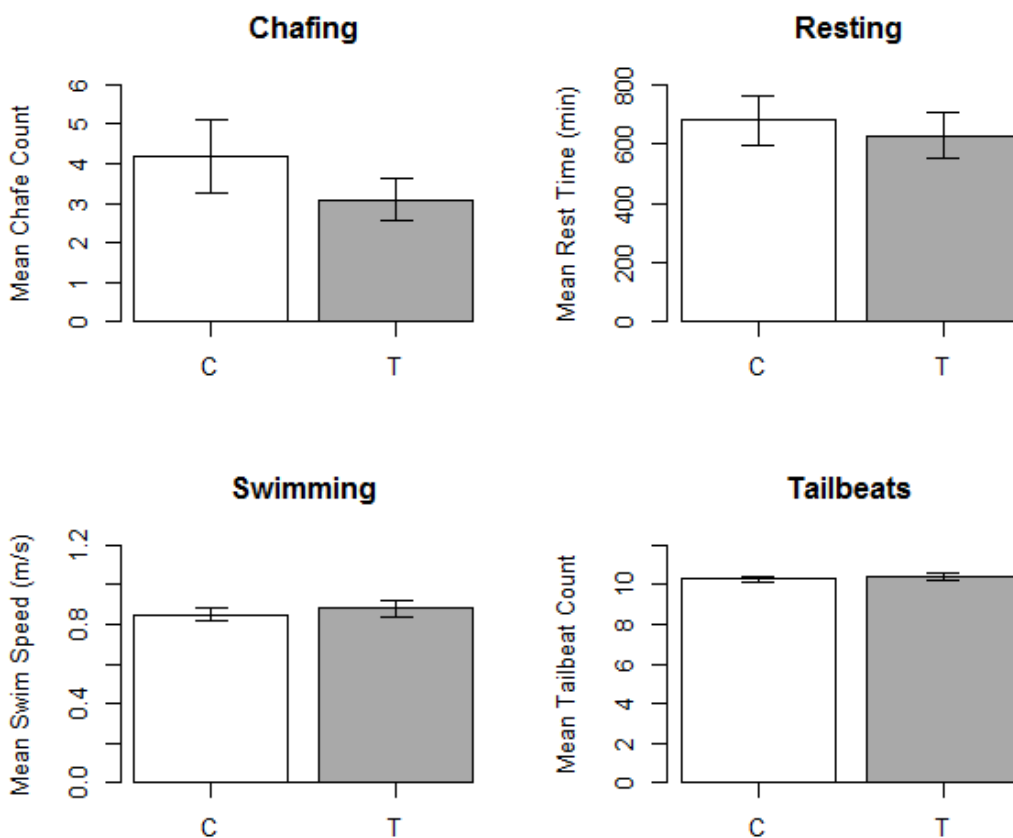 Chafing
Mean Chafe Count
6
5
4
3
2
1
0
C T
Resting
Mean Rest Time (min)
800
600
400
200
0
C T
Swimming
Mean Swim Speed (m/s)
1.2
0.8
0.4
0.0
C T
Tailbeats
Mean Tailbeat Count
10
8
6
4
2
0
C T